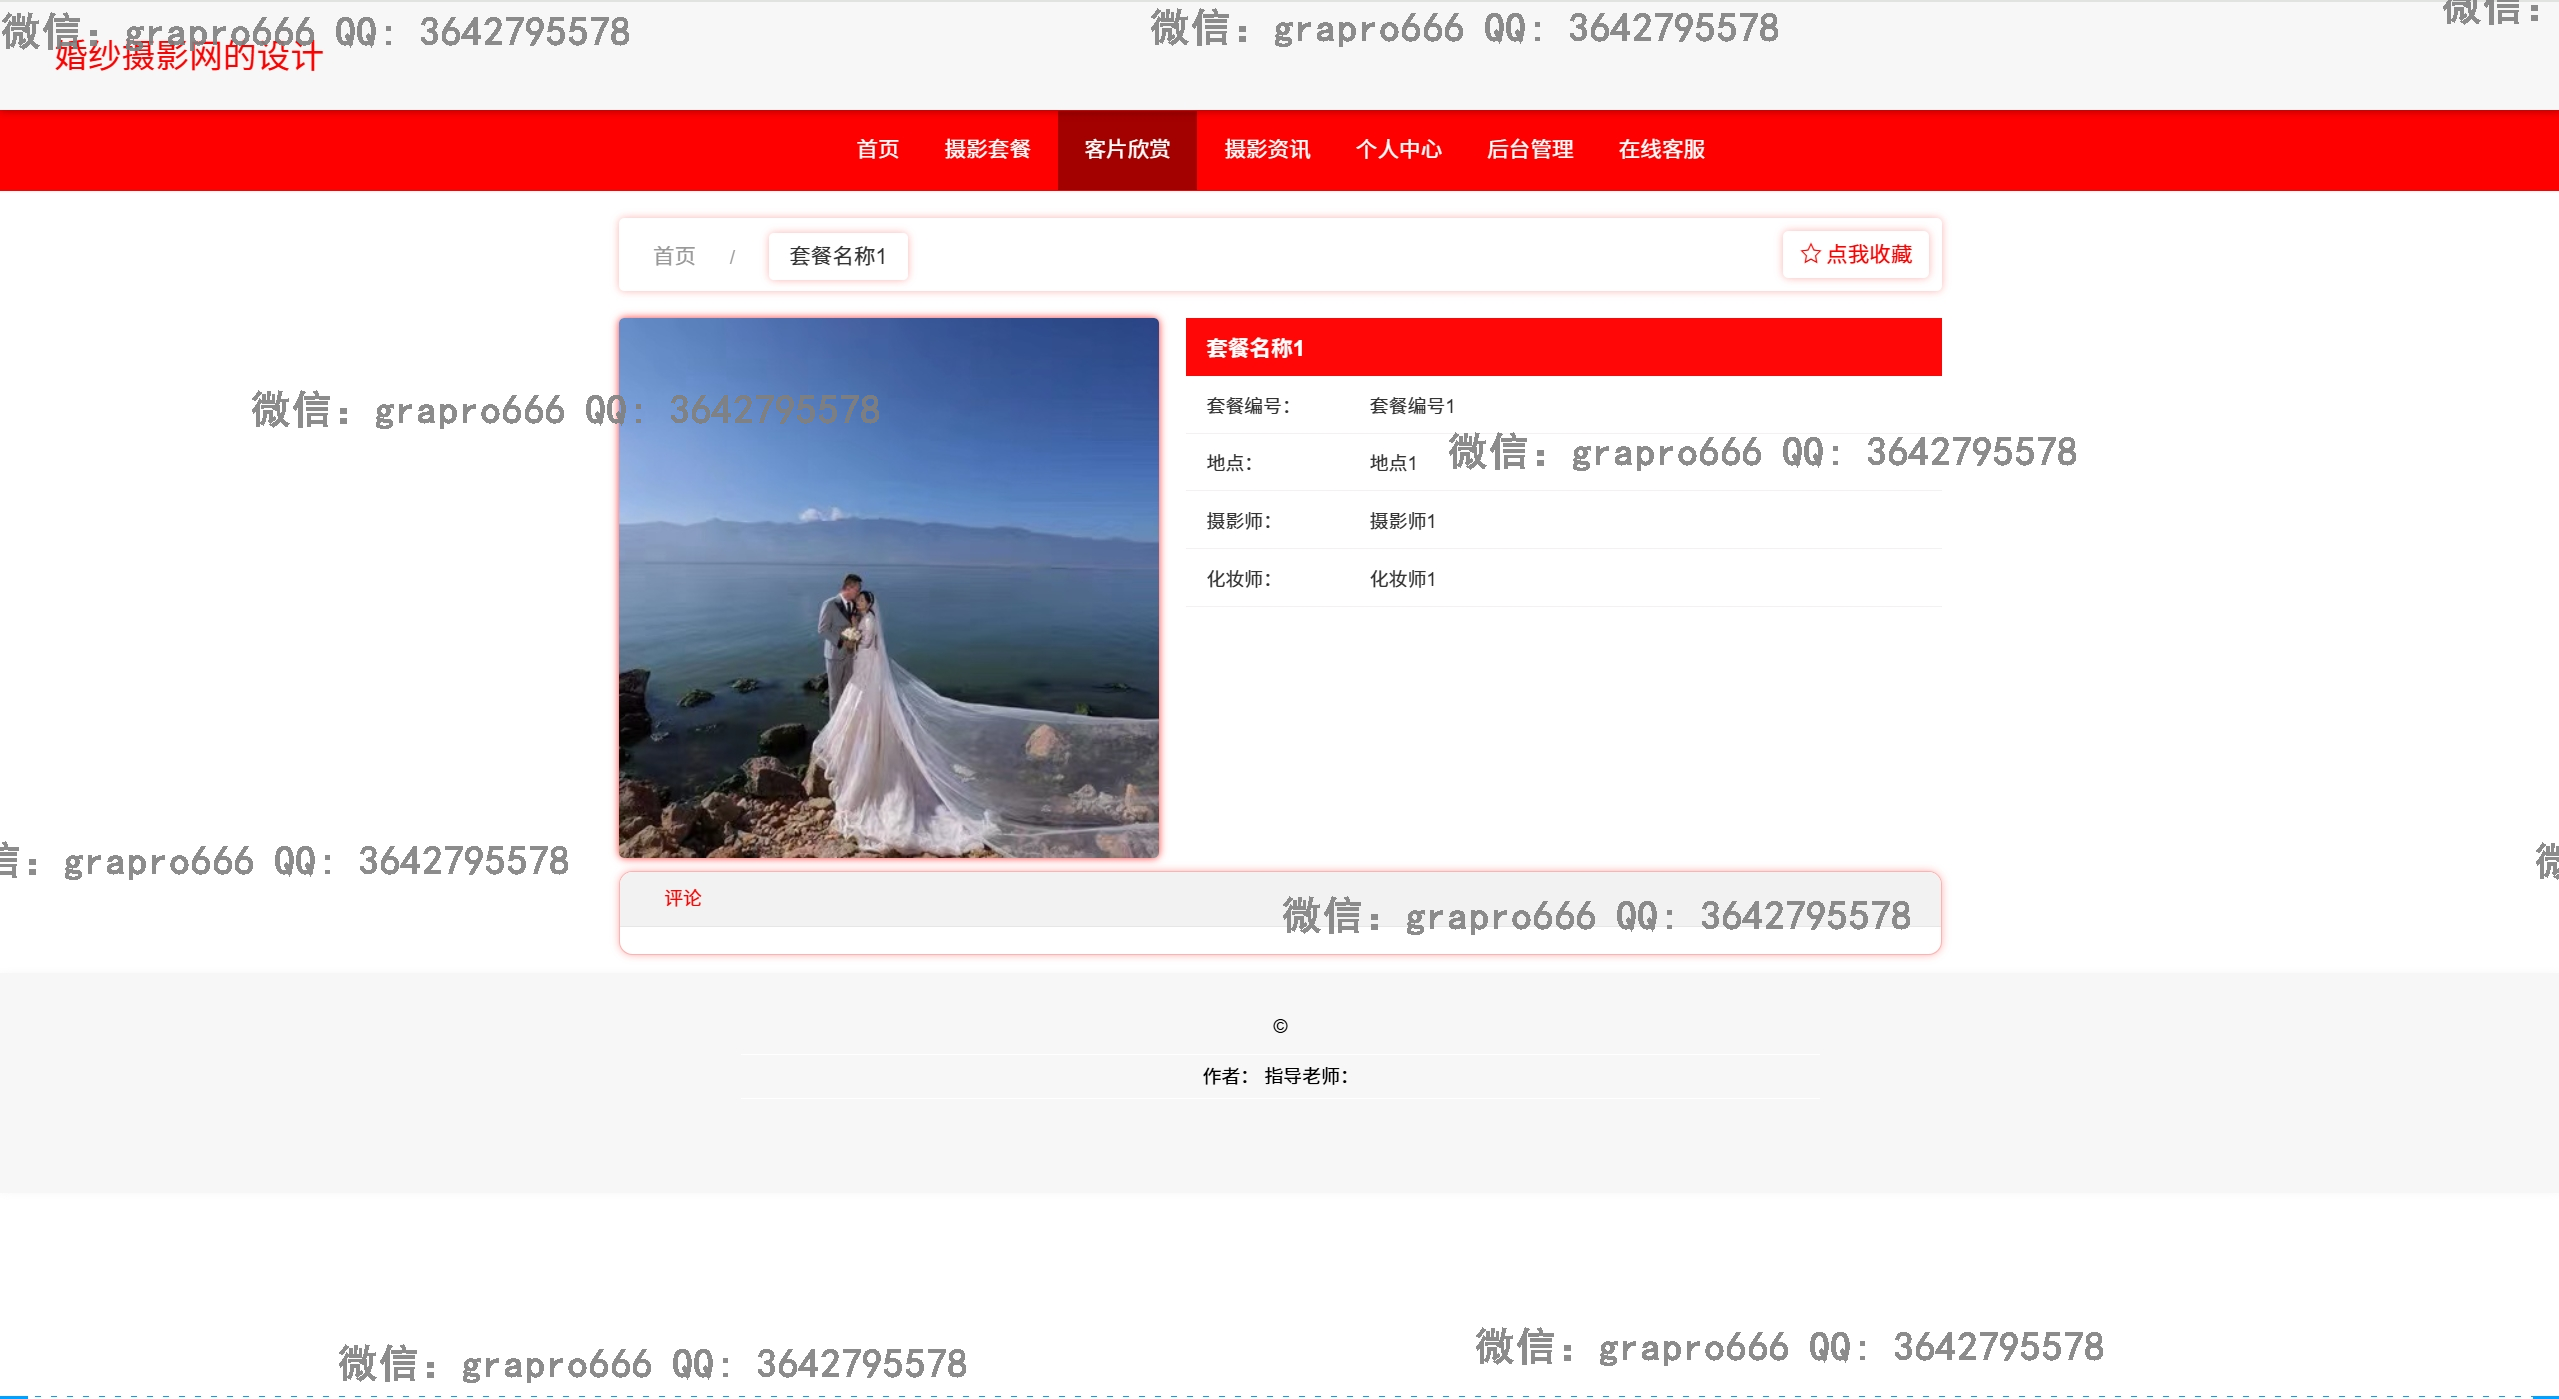 微信: grapro666 QQ: 3642795578
微信: grapro666 QQ: 3642795578
微信:
婚纱摄影网的设计
首页 摄影套餐 客片欣赏 摄影资讯 个人中心 后台管理 在线客服
首页 / 套餐名称1
☆ 点我收藏
套餐名称1
套餐编号: 套餐编号1
微信: grapro666 QQ: 3642795578
地点: 地点1
微信: grapro666 QQ: 3642795578
摄影师: 摄影师1
化妆师: 化妆师1
信: grapro666 QQ: 3642795578
微
评论
微信: grapro666 QQ: 3642795578
©
作者: 指导老师:
微信: grapro666 QQ: 3642795578
微信: grapro666 QQ: 3642795578